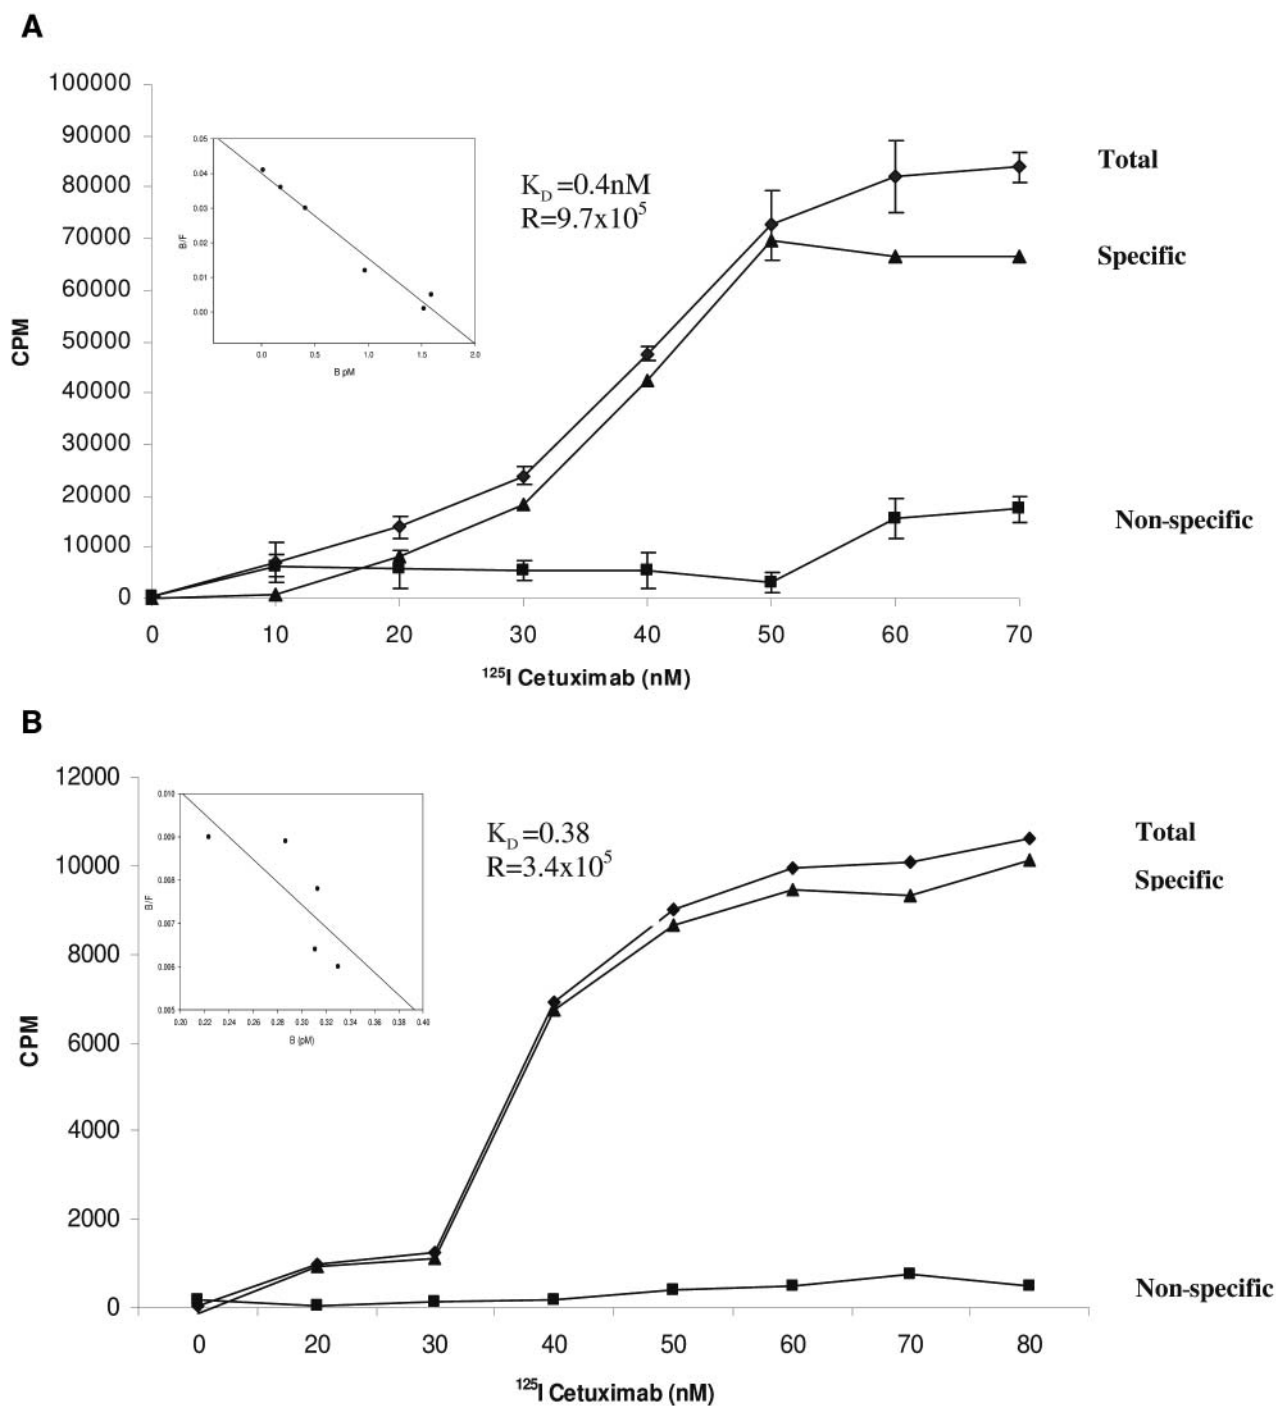 A
100000
90000
80000
70000
60000
50000
40000
30000
20000
10000
0
CPM
0 10 20 30 40 50 60 70
¹²⁵I Cetuximab (nM)
0.05
0.04
0.03
0.02
0.01
0.00
B/F
0.0 0.5 1.0 1.5 2.0
B pM
K_D =0.4nM
R=9.7x10⁵
Total
Specific
Non-specific
B
12000
10000
8000
6000
4000
2000
0
CPM
0 20 30 40 50 60 70 80
¹²⁵I Cetuximab (nM)
0.010
0.009
0.008
0.007
0.006
0.005
B/F
0.20 0.22 0.24 0.26 0.28 0.30 0.32 0.34 0.36 0.38 0.40
B (pM)
K_D =0.38
R=3.4x10⁵
Total
Specific
Non-specific